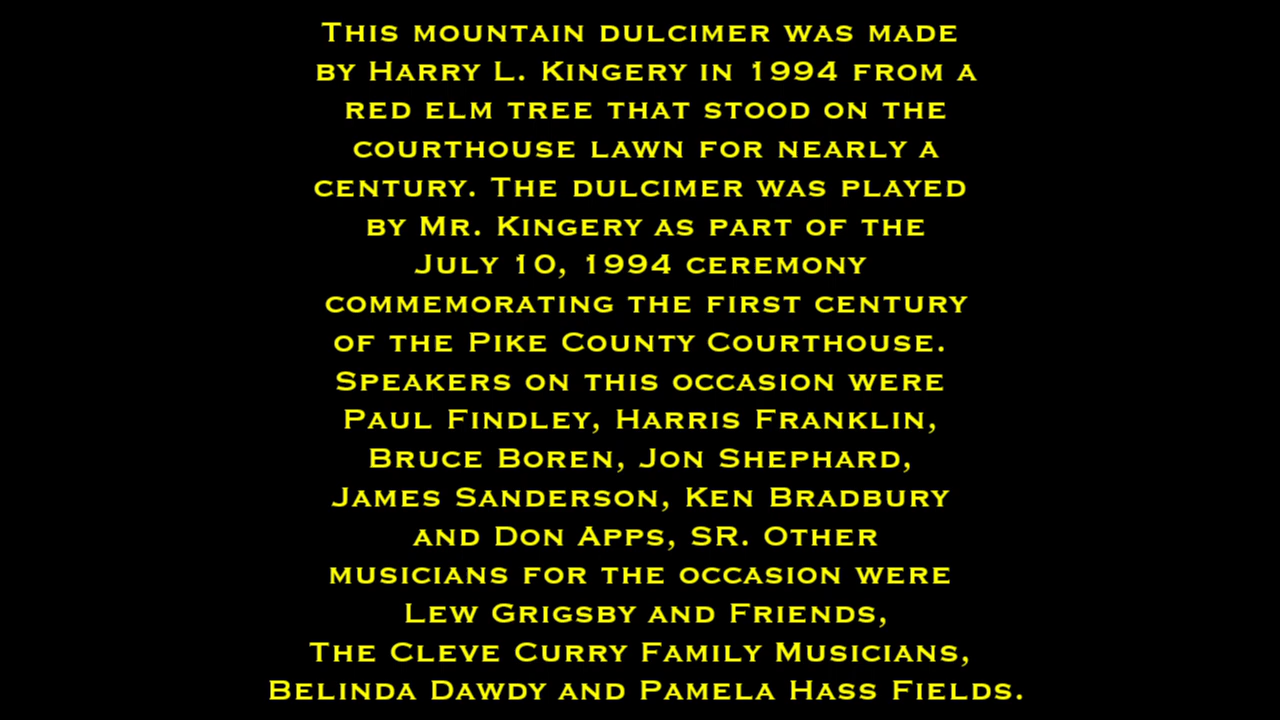 This mountain dulcimer was made
by Harry L. Kingery in 1994 from a
red elm tree that stood on the
courthouse lawn for nearly a
century. The dulcimer was played
by Mr. Kingery as part of the
July 10, 1994 ceremony
commemorating the first century
of the Pike County Courthouse.
Speakers on this occasion were
Paul Findley, Harris Franklin,
Bruce Boren, Jon Shephard,
James Sanderson, Ken Bradbury
and Don Apps, SR. Other
musicians for the occasion were
Lew Grigsby and Friends,
The Cleve Curry Family Musicians,
Belinda Dawdy and Pamela Hass Fields.